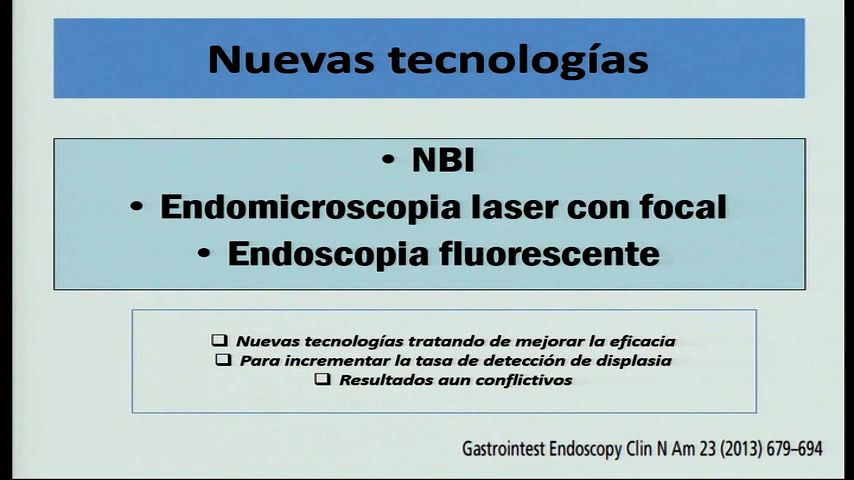 Nuevas tecnologías
• NBI
• Endomicroscopia laser con focal
• Endoscopia fluorescente
❑ Nuevas tecnologías tratando de mejorar la eficacia
❑ Para incrementar la tasa de detección de displasia
❑ Resultados aun conflictivos
Gastrointest Endoscopy Clin N Am 23 (2013) 679–694